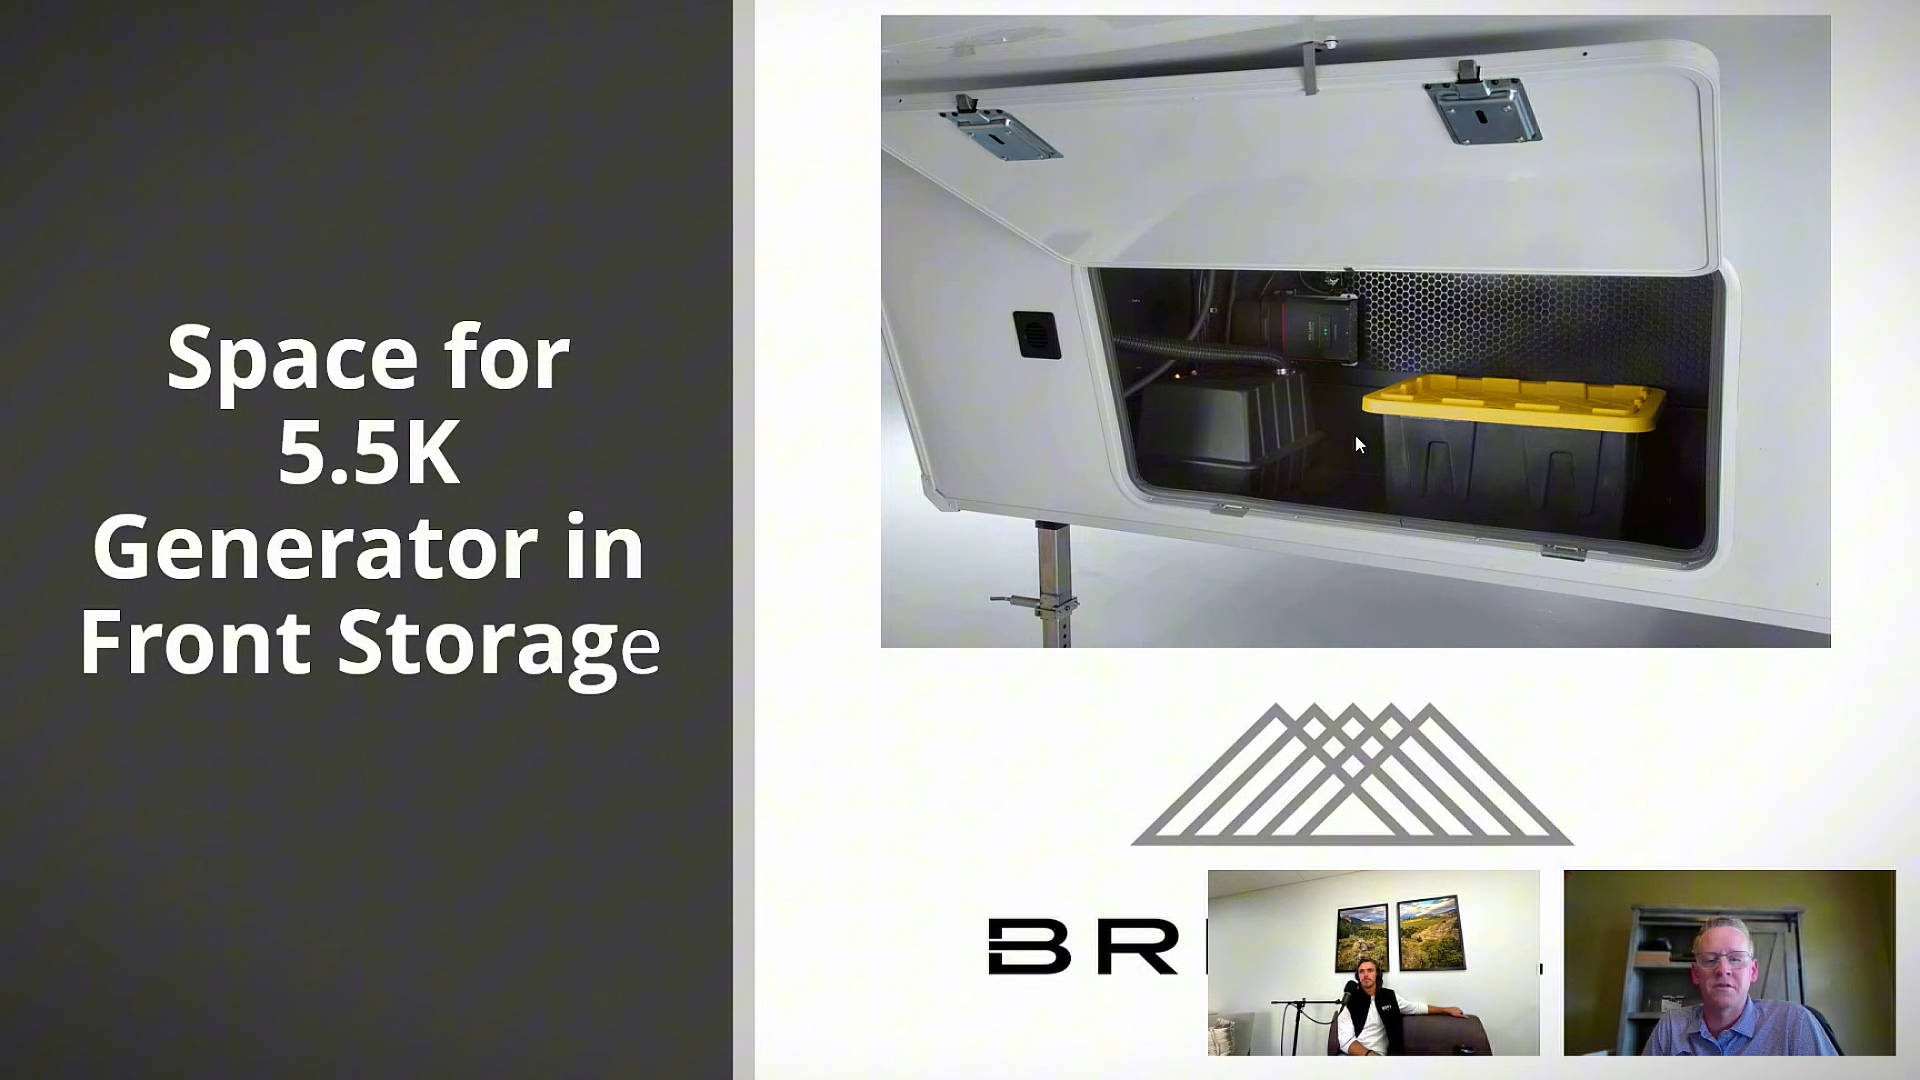 Space for
5.5K
Generator in
Front Storage
BR